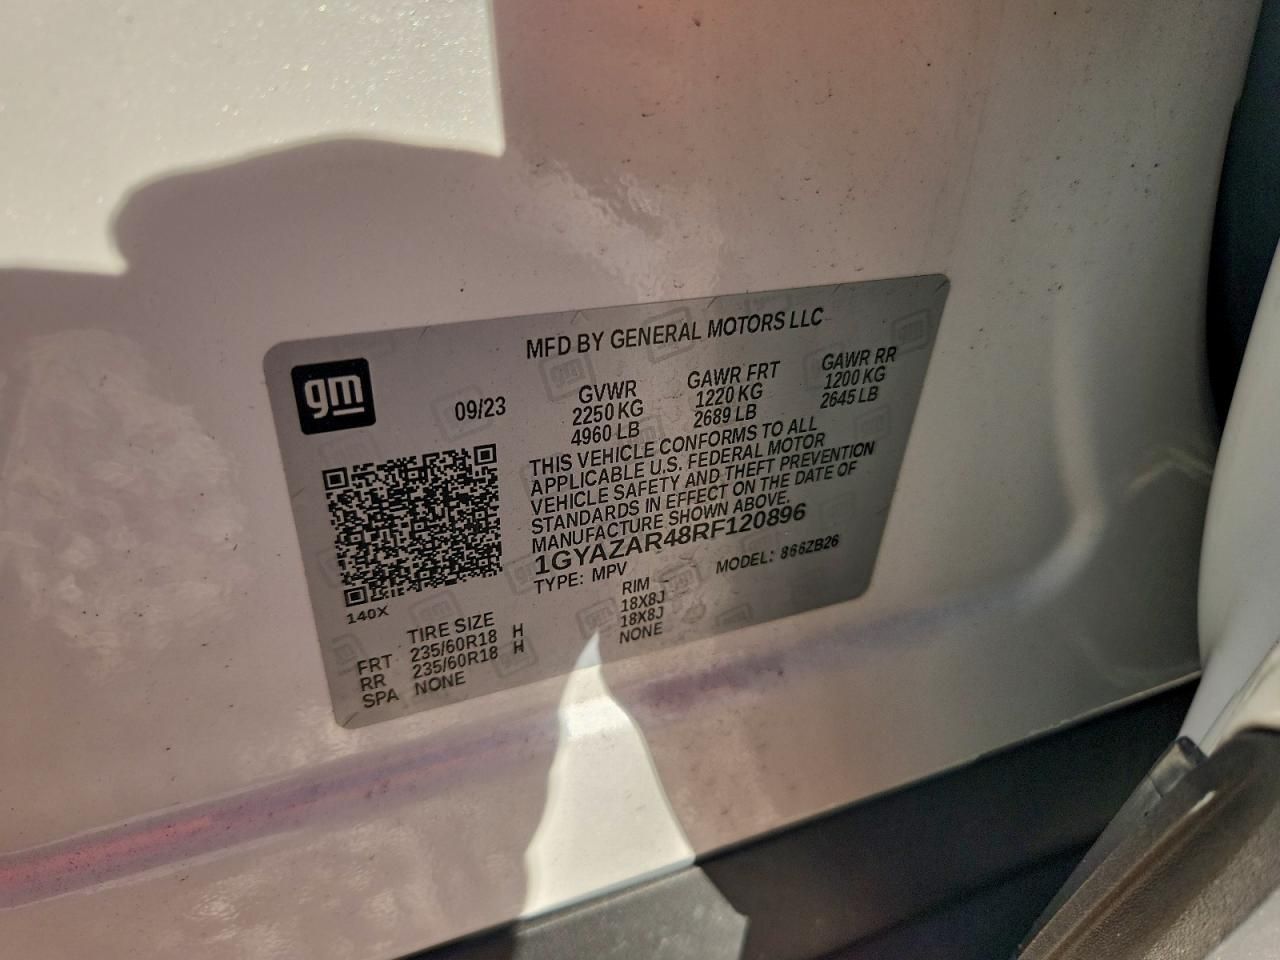 MFD BY GENERAL MOTORS LLC
gm
09/23
GVWR GAWR FRT GAWR RR
2250 KG 1220 KG 1200 KG
4960 LB 2689 LB 2645 LB
THIS VEHICLE CONFORMS TO ALL
APPLICABLE U.S. FEDERAL MOTOR
VEHICLE SAFETY AND THEFT PREVENTION
STANDARDS IN EFFECT ON THE DATE OF
MANUFACTURE SHOWN ABOVE.
1GYAZAR48RF120896
TYPE: MPV MODEL: 866ZB26
140X
TIRE SIZE RIM
FRT 235/60R18 H 18X8J
RR 235/60R18 H 18X8J
SPA NONE NONE